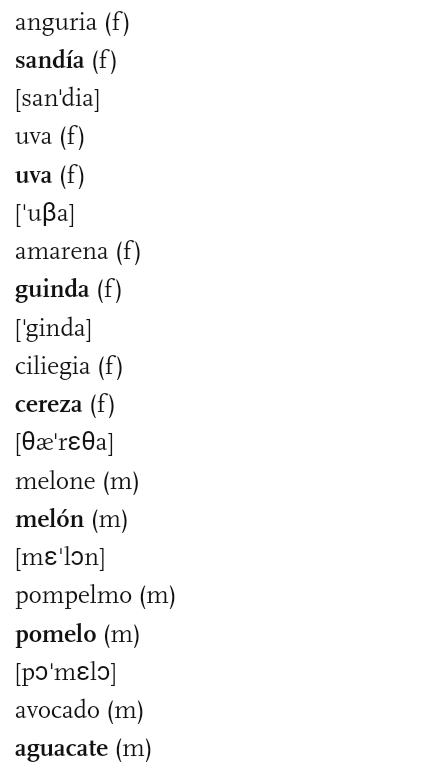 anguria (f)
sandía (f)
[san'dia]
uva (f)
uva (f)
['uβa]
amarena (f)
guinda (f)
['ginda]
ciliegia (f)
cereza (f)
[θæ'rɛθa]
melone (m)
melón (m)
[mɛ'lɔn]
pompelmo (m)
pomelo (m)
[pɔ'mɛlɔ]
avocado (m)
aguacate (m)